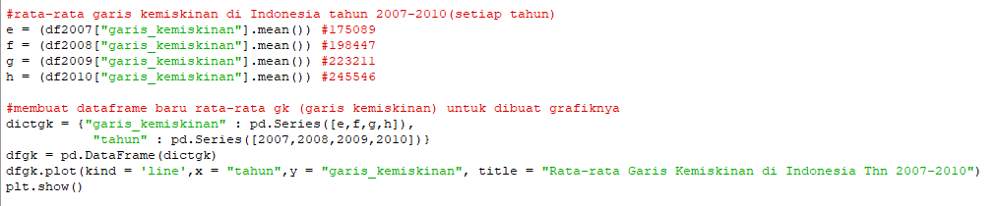 #rata-rata garis kemiskinan di Indonesia tahun 2007-2010(setiap tahun)
e = (df2007["garis_kemiskinan"].mean()) #175089
f = (df2008["garis_kemiskinan"].mean()) #198447
g = (df2009["garis_kemiskinan"].mean()) #223211
h = (df2010["garis_kemiskinan"].mean()) #245546
#membuat dataframe baru rata-rata gk (garis kemiskinan) untuk dibuat grafiknya
dictgk = {"garis_kemiskinan" : pd.Series([e,f,g,h]),
"tahun" : pd.Series([2007,2008,2009,2010])}
dfgk = pd.DataFrame(dictgk)
dfgk.plot(kind = 'line',x = "tahun",y = "garis_kemiskinan", title = "Rata-rata Garis Kemiskinan di Indonesia Thn 2007-2010")
plt.show()